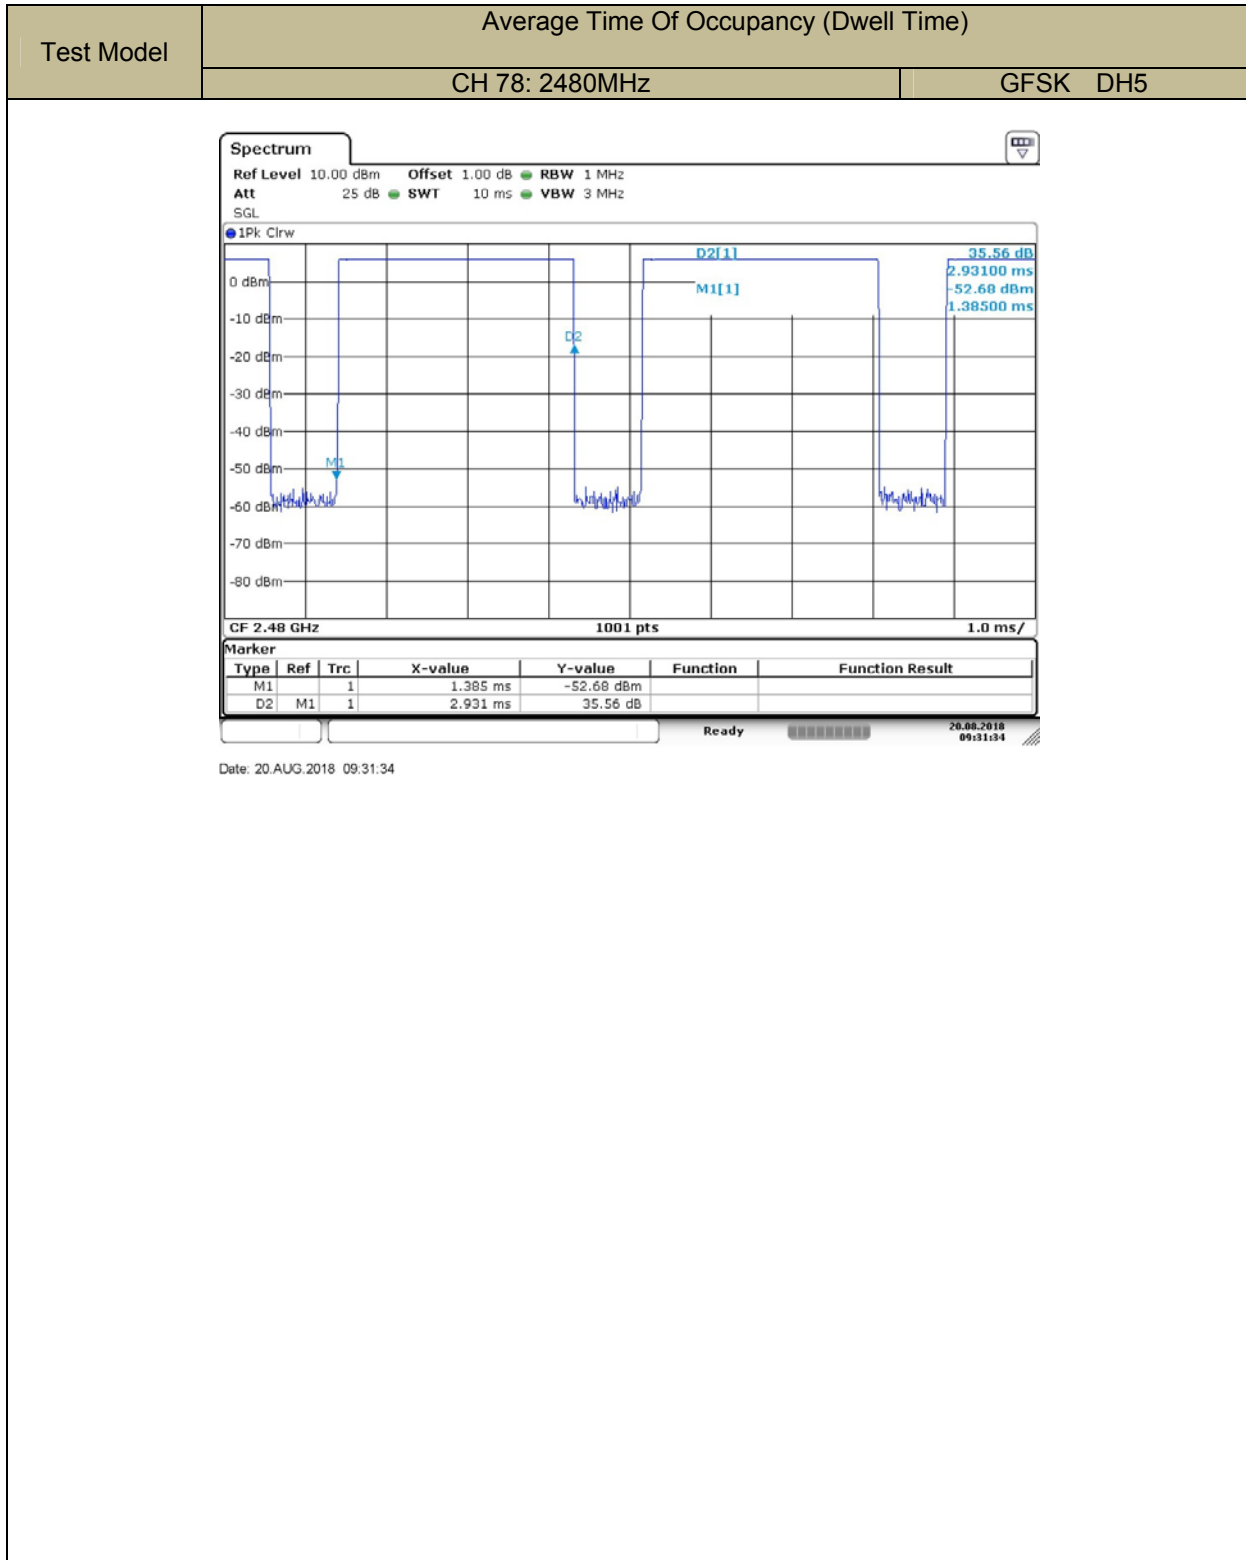 Average Time Of Occupancy (Dwell Time)
Test Model
CH 78: 2480MHz GFSK DH5
Spectrum
Ref Level 10.00 dBm Offset 1.00 dB RBW 1 MHz
Att 25 dB SWT 10 ms VBW 3 MHz
SGL
1Pk Clrw
D2[1] 35.56 dB
2.93100 ms
M1[1] -52.68 dBm
1.38500 ms
0 dBm
-10 dBm
D2
-20 dBm
-30 dBm
-40 dBm
M1
-50 dBm
-60 dBm
-70 dBm
-80 dBm
CF 2.48 GHz 1001 pts 1.0 ms/
Marker
Type Ref Trc X-value Y-value Function Function Result
M1 1 1.385 ms -52.68 dBm
D2 M1 1 2.931 ms 35.56 dB
Ready 20.08.2018
09:31:34
Date: 20.AUG.2018 09:31:34